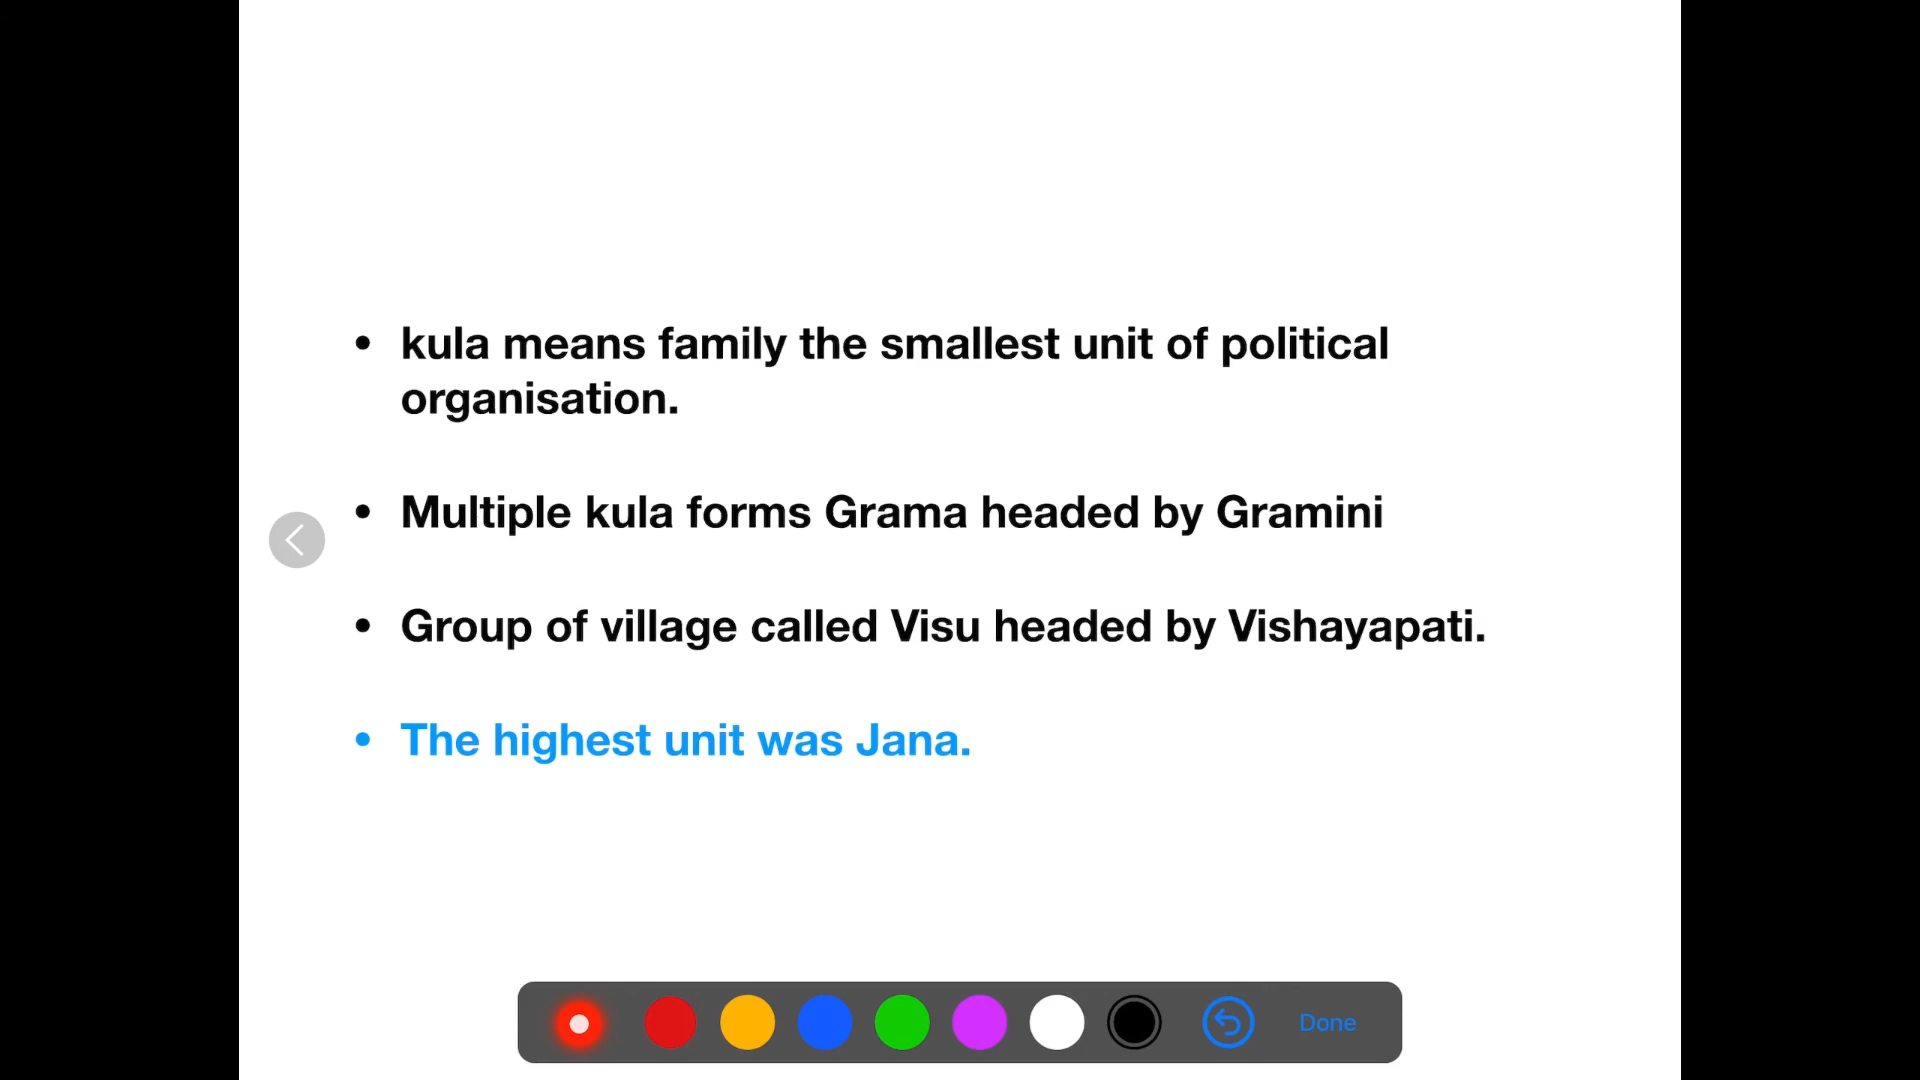 • kula means family the smallest unit of political
organisation.
• Multiple kula forms Grama headed by Gramini
• Group of village called Visu headed by Vishayapati.
• The highest unit was Jana.
Done